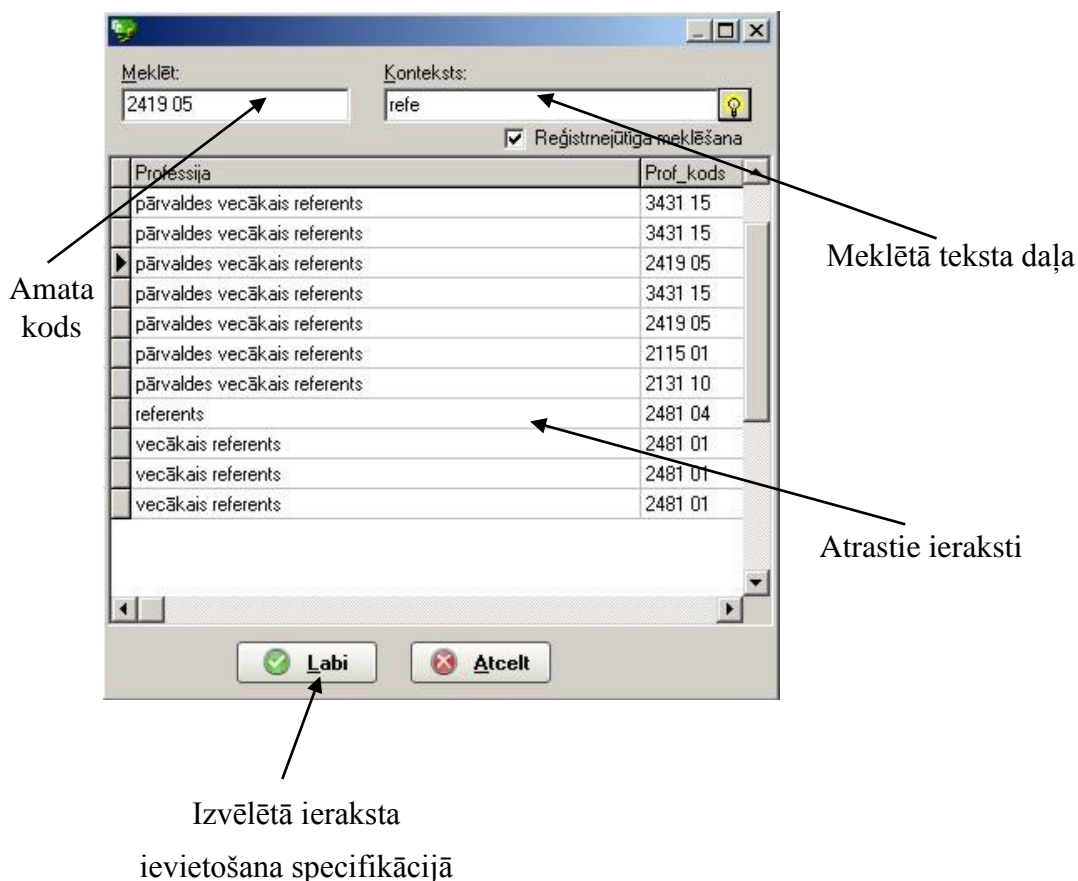 Meklēt:
Konteksts:
2419 05
refe
Reģistrnejūtīga meklēšana
Professija Prof_kods
pārvaldes vecākais referents 3431 15
pārvaldes vecākais referents 3431 15
pārvaldes vecākais referents 2419 05
pārvaldes vecākais referents 3431 15
pārvaldes vecākais referents 2419 05
pārvaldes vecākais referents 2115 01
pārvaldes vecākais referents 2131 10
referents 2481 04
vecākais referents 2481 01
vecākais referents 2481 01
vecākais referents 2481 01
Labi
Atcelt
Amata
kods
Meklētā teksta daļa
Atrastie ieraksti
Izvēlētā ieraksta
ievietošana specifikācijā